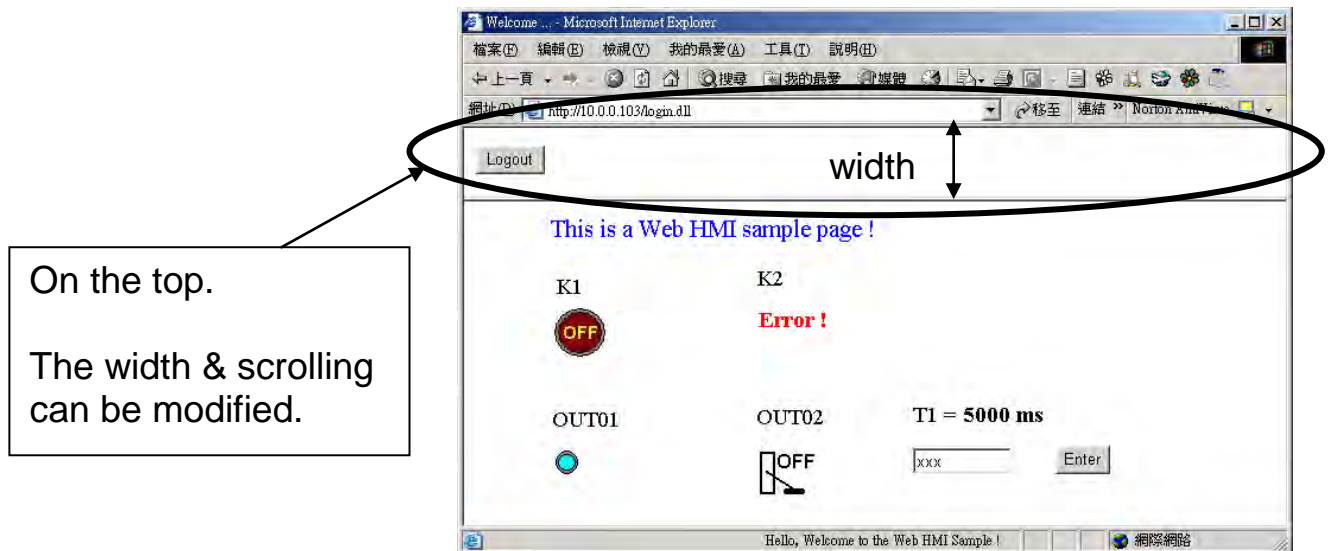 Welcome ... - Microsoft Internet Explorer
檔案(F) 編輯(E) 檢視(V) 我的最愛(A) 工具(T) 說明(H)
上一頁 搜尋 我的最愛 媒體
網址(D) http://10.0.0.103/login.dll 移至 連結 » Norton AntiVirus
Logout
width
This is a Web HMI sample page !
On the top.
The width & scrolling
can be modified.
K1 K2
OFF Error !
OUT01 OUT02 T1 = 5000 ms
OFF xxx Enter
Hello, Welcome to the Web HMI Sample ! 網際網路